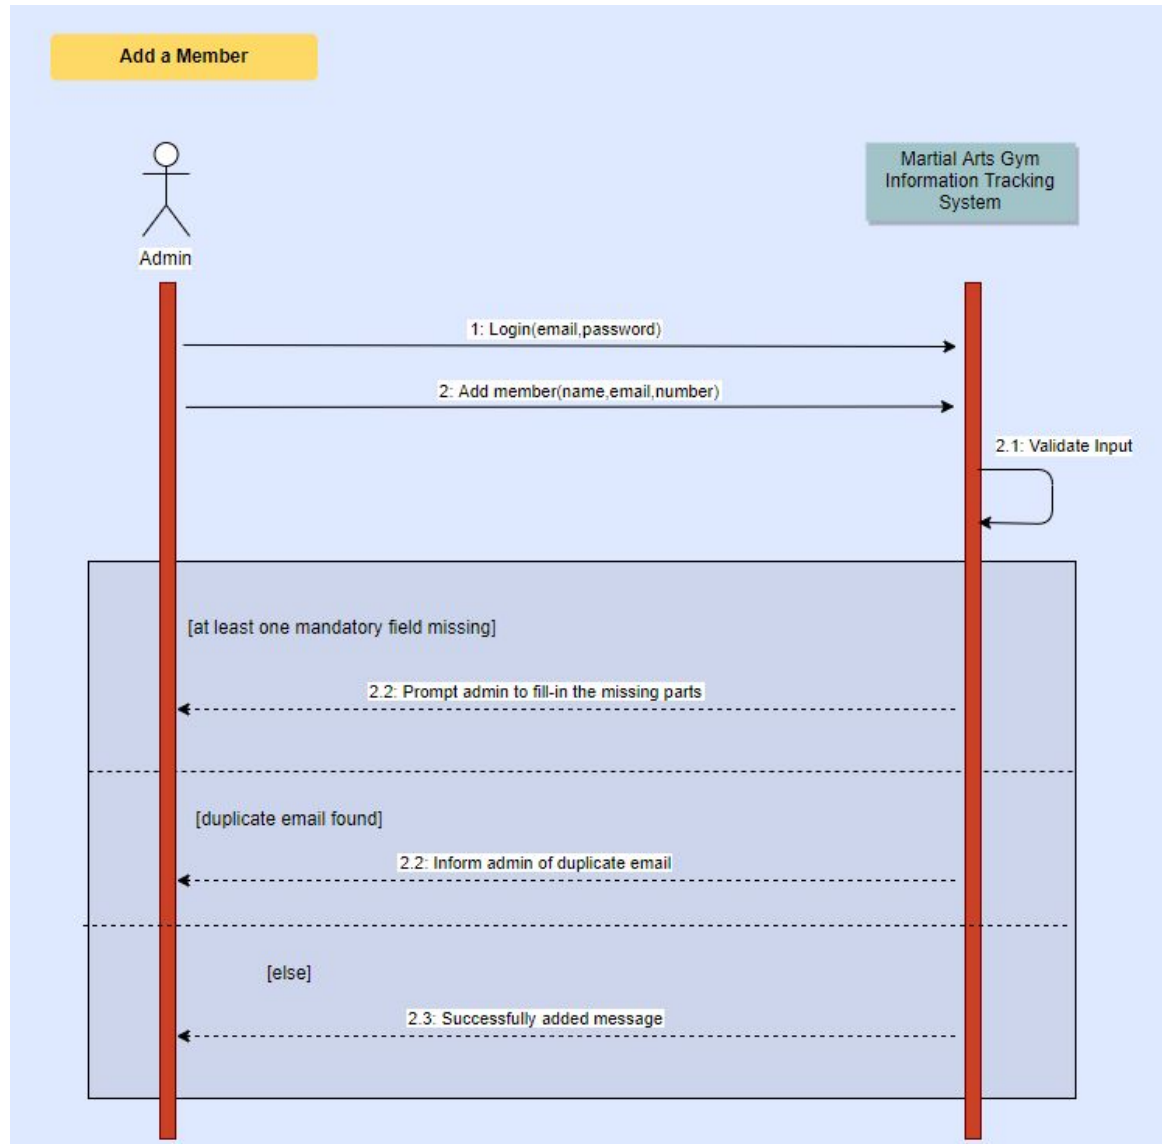 Add a Member
Martial Arts Gym
Information Tracking
System
Admin
1: Login(email,password)
2: Add member(name,email,number)
2.1: Validate Input
[at least one mandatory field missing]
2.2: Prompt admin to fill-in the missing parts
[duplicate email found]
2.2: Inform admin of duplicate email
[else]
2.3: Successfully added message